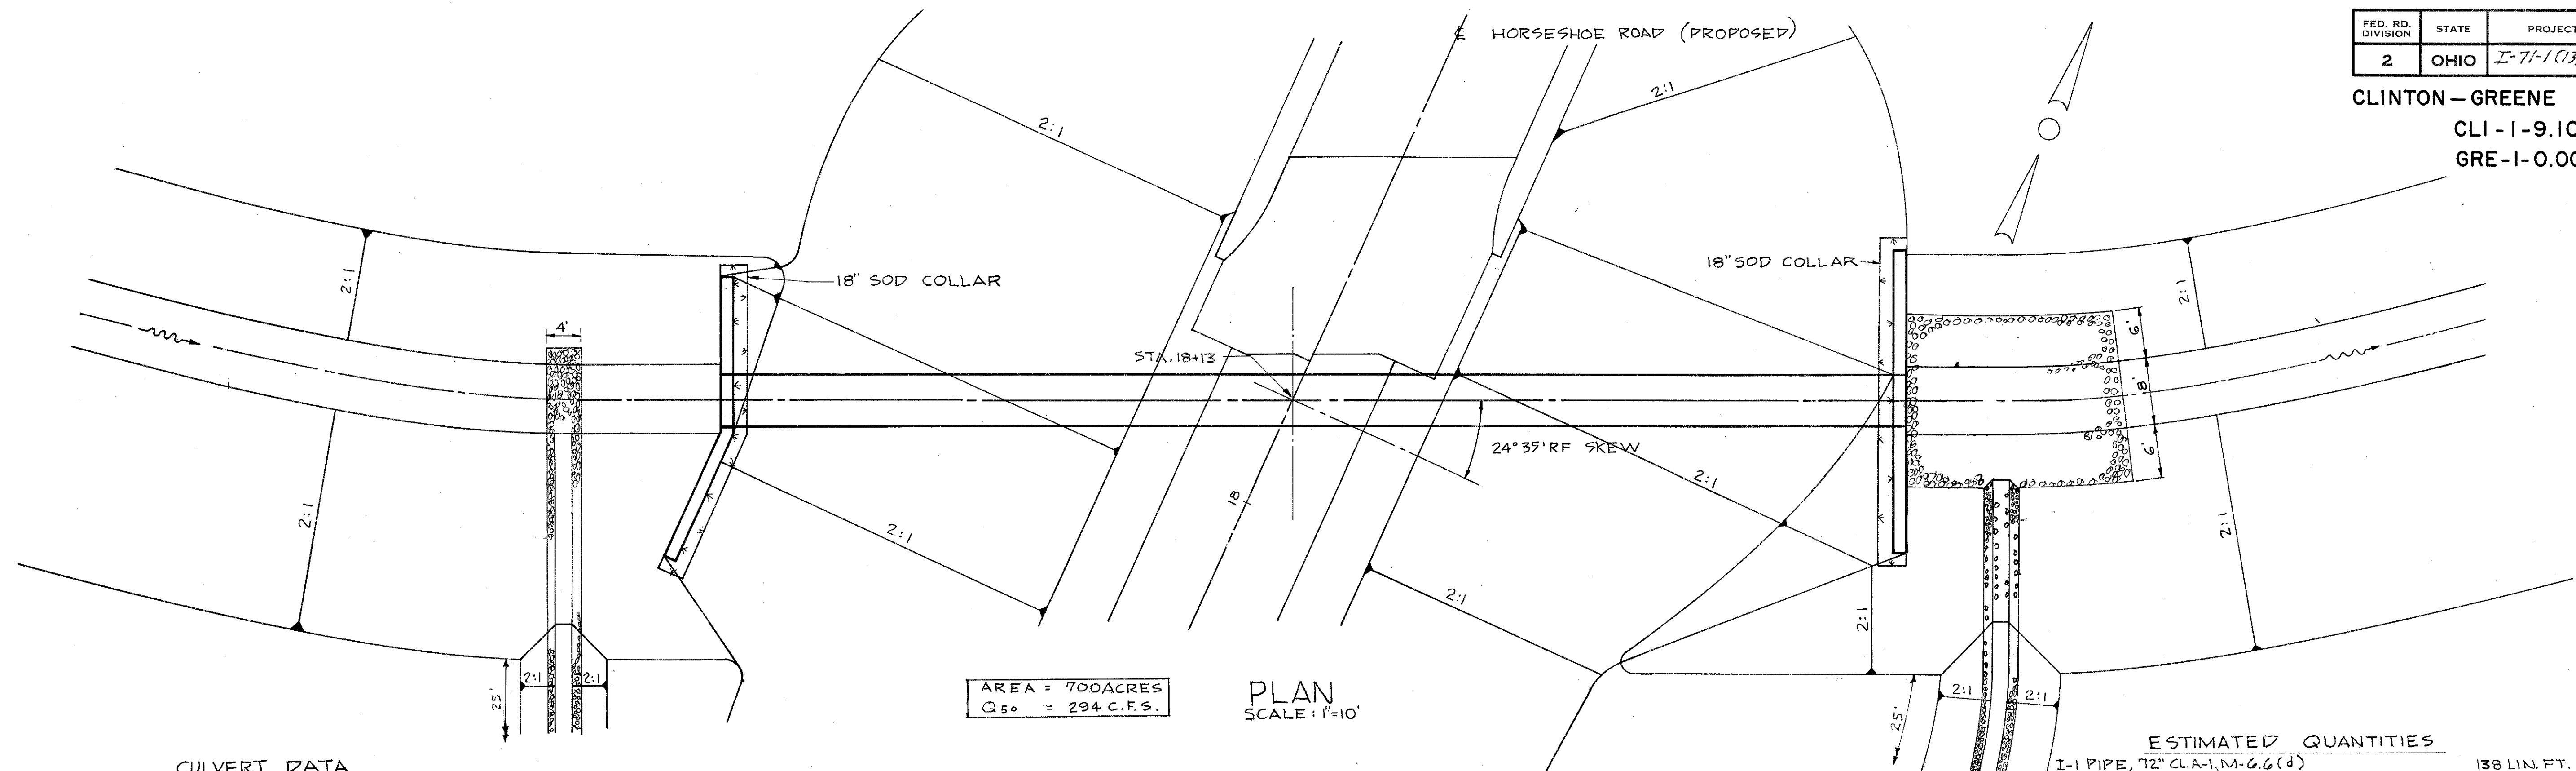 FED. RD. DIVISION STATE PROJECT
2 OHIO I-71-1(13
CLINTON-GREENE
CLI-1-9.10
GRE-1-0.00
℄ HORSESHOE ROAD (PROPOSED)
2:1
2:1
2:1
18" SOD COLLAR
18" SOD COLLAR
2:1
4'
STA. 18+13
6'
8'
6'
24°35' RF SKEW
2:1
2:1
2:1
18
2:1
2:1
2:1
2:1 2:1
25'
2:1 2:1
25'
AREA = 700 ACRES
Q50 = 294 C.F.S.
PLAN
SCALE: 1"=10'
CULVERT DATA
ESTIMATED QUANTITIES
I-1 PIPE, 72" CL.A-1, M-6.6(d) 138 LIN. FT.